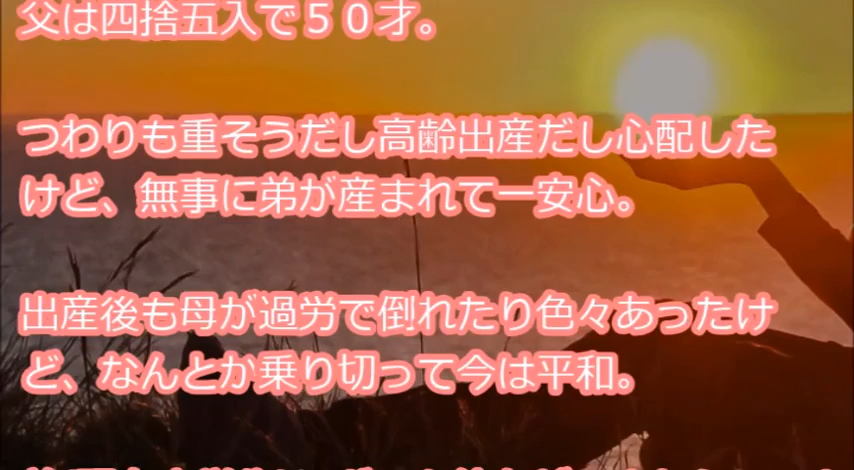 父は四捨五入で５０才。
つわりも重そうだし高齢出産だし心配した
けど、無事に弟が産まれて一安心。
出産後も母が過労で倒れたり色々あったけ
ど、なんとか乗り切って今は平和。